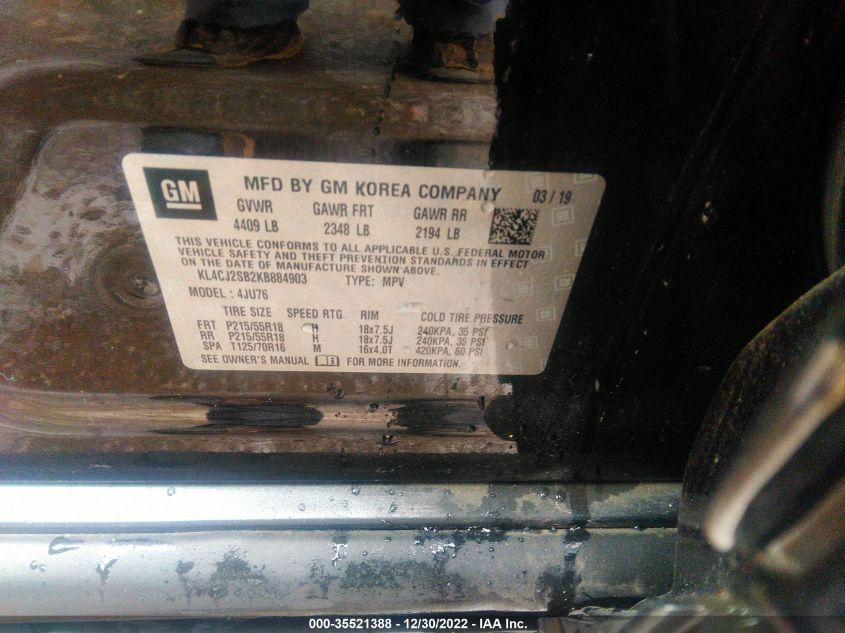 GM
MFD BY GM KOREA COMPANY 03 / 19
GVWR GAWR FRT GAWR RR
4409 LB 2348 LB 2194 LB
THIS VEHICLE CONFORMS TO ALL APPLICABLE U.S. FEDERAL MOTOR
VEHICLE SAFETY AND THEFT PREVENTION STANDARDS IN EFFECT
ON THE DATE OF MANUFACTURE SHOWN ABOVE.
KL4CJ2SB2KB884903 TYPE: MPV
MODEL : 4JU76
TIRE SIZE SPEED RTG RIM COLD TIRE PRESSURE
FRT P215/55R18 H 18x7.5J 240KPA, 35 PSI
RR P215/55R18 H 18x7.5J 240KPA, 35 PSI
SPA T125/70R16 M 16x4.0T 420KPA, 60 PSI
SEE OWNER'S MANUAL FOR MORE INFORMATION.
000-35521388 - 12/30/2022 - IAA Inc.